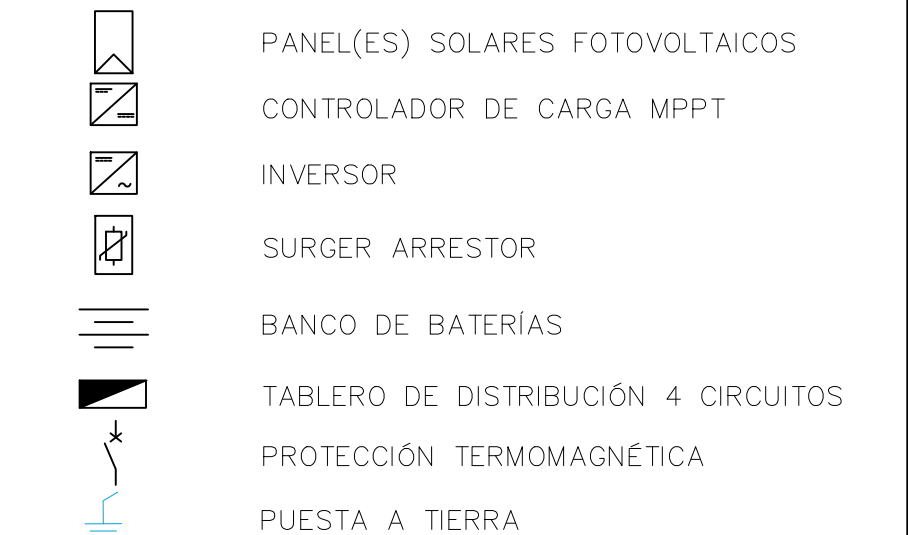 PANEL(ES) SOLARES FOTOVOLTAICOS
CONTROLADOR DE CARGA MPPT
INVERSOR
SURGER ARRESTOR
BANCO DE BATERÍAS
TABLERO DE DISTRIBUCIÓN 4 CIRCUITOS
PROTECCIÓN TERMOMAGNÉTICA
PUESTA A TIERRA